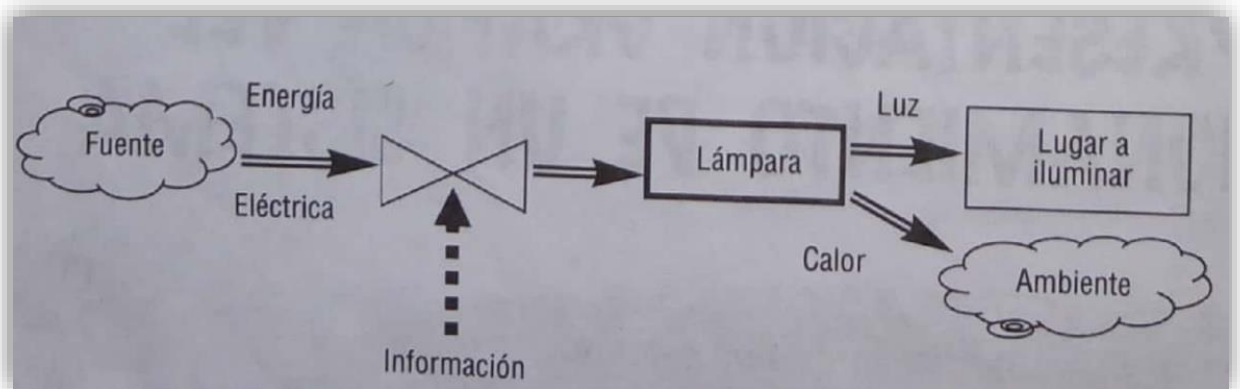 Fuente
Energía
Eléctrica
Información
Lámpara
Luz
Calor
Lugar a
iluminar
Ambiente